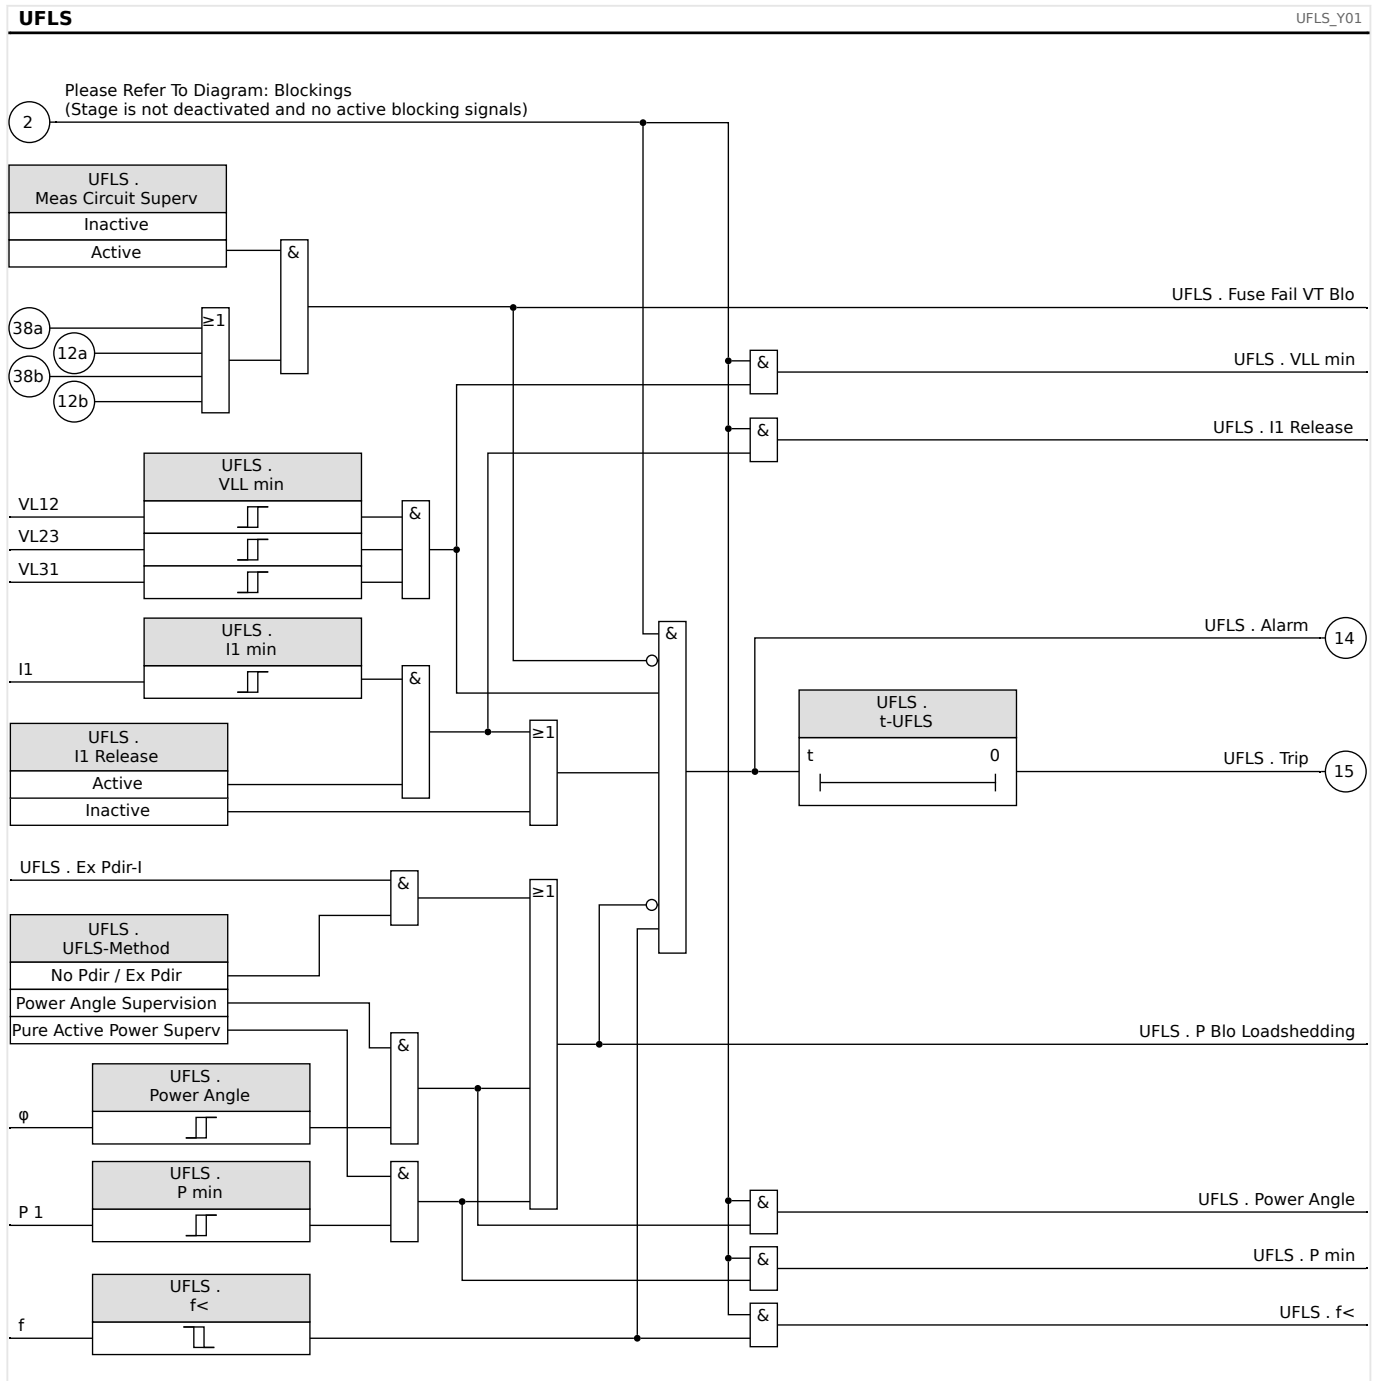 UFLS
UFLS_Y01
Please Refer To Diagram: Blockings
(Stage is not deactivated and no active blocking signals)
2
UFLS .
Meas Circuit Superv
Inactive
Active
&
UFLS . Fuse Fail VT Blo
38a
≥1
12a
38b
12b
&
UFLS . VLL min
&
UFLS . I1 Release
UFLS .
VLL min
VL12
&
VL23
VL31
UFLS .
I1 min
I1
&
&
UFLS . Alarm
14
UFLS .
I1 Release
Active
Inactive
≥1
UFLS .
t-UFLS
t
0
UFLS . Trip
15
UFLS . Ex Pdir-I
&
≥1
UFLS .
UFLS-Method
No Pdir / Ex Pdir
Power Angle Supervision
Pure Active Power Superv
&
UFLS . P Blo Loadshedding
UFLS .
Power Angle
φ
UFLS .
P min
P 1
&
&
UFLS . Power Angle
&
UFLS . P min
UFLS .
f<
f
&
UFLS . f<